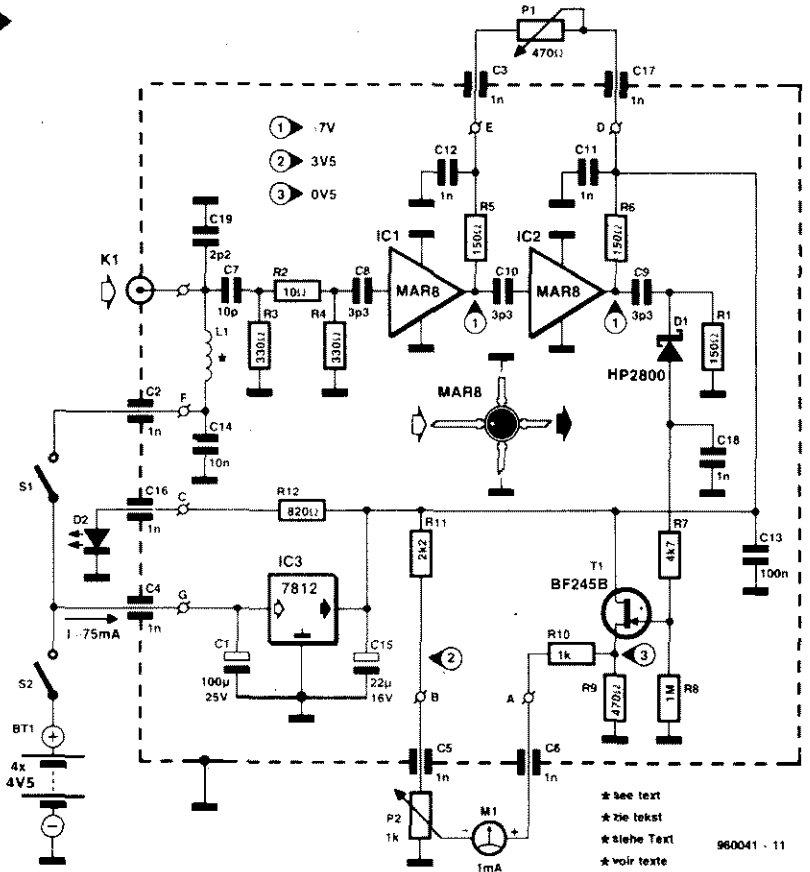 P1
470Ω
C3
1n
C17
1n
E
D
1 -7V
2 3V5
3 0V5
C12
1n
C11
1n
R5
150Ω
R6
150Ω
C19
2p2
K1
C7
10p
R2
10Ω
C8
3p3
IC1
MAR8
C10
3p3
IC2
MAR8
C9
3p3
1
1
R3
330Ω
R4
330Ω
L1
*
D1
HP2800
R1
150Ω
MAR8
C2
1n
F
C14
10n
C18
1n
S1
C16
1n
C
R12
820Ω
D2
R11
2k2
R7
4k7
C13
100n
T1
BF245B
IC3
7812
C4
1n
G
I -75mA
C1
100µ
25V
C15
22µ
16V
2
R10
1k
3
S2
B
A
R9
470Ω
1M
R8
BT1
+
4x
4V5
-
C5
1n
C6
1n
P2
1k
M1
- +
1mA
* see text
* zie tekst
* siehe Text
* voir texte
960041 - 11